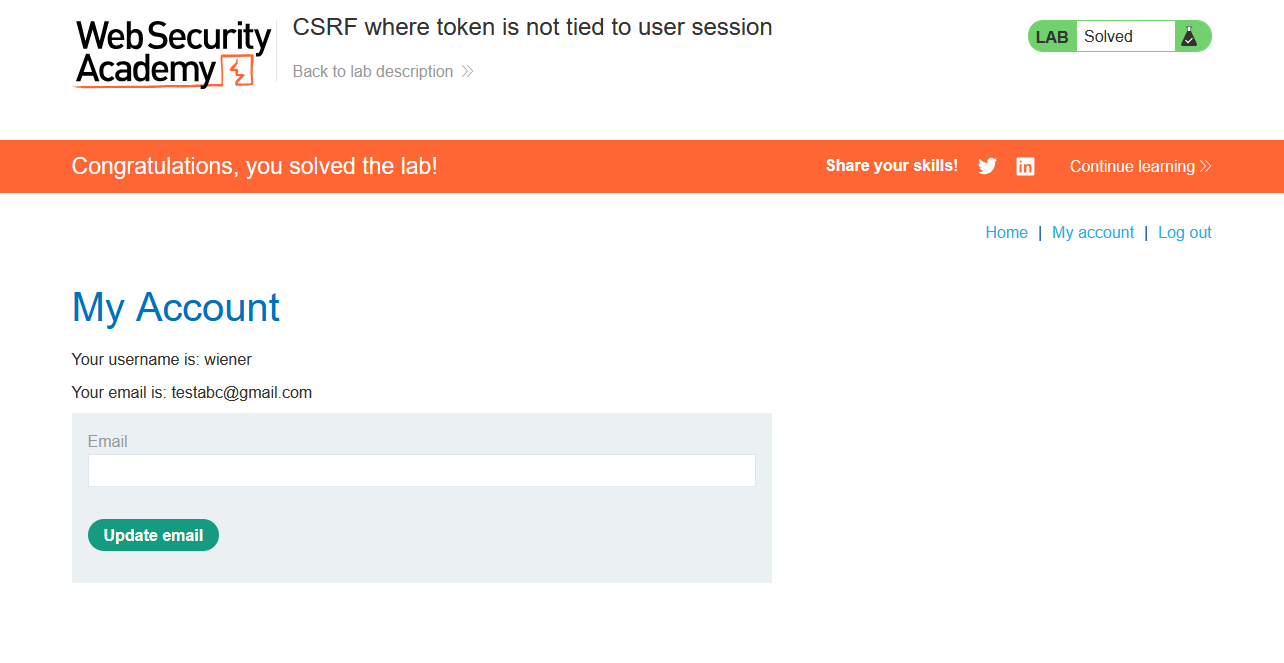 Web Security
Academy
CSRF where token is not tied to user session
Back to lab description
LAB Solved
Congratulations, you solved the lab!
Share your skills!
in
Continue learning
Home | My account | Log out
My Account
Your username is: wiener
Your email is: testabc@gmail.com
Email
Update email